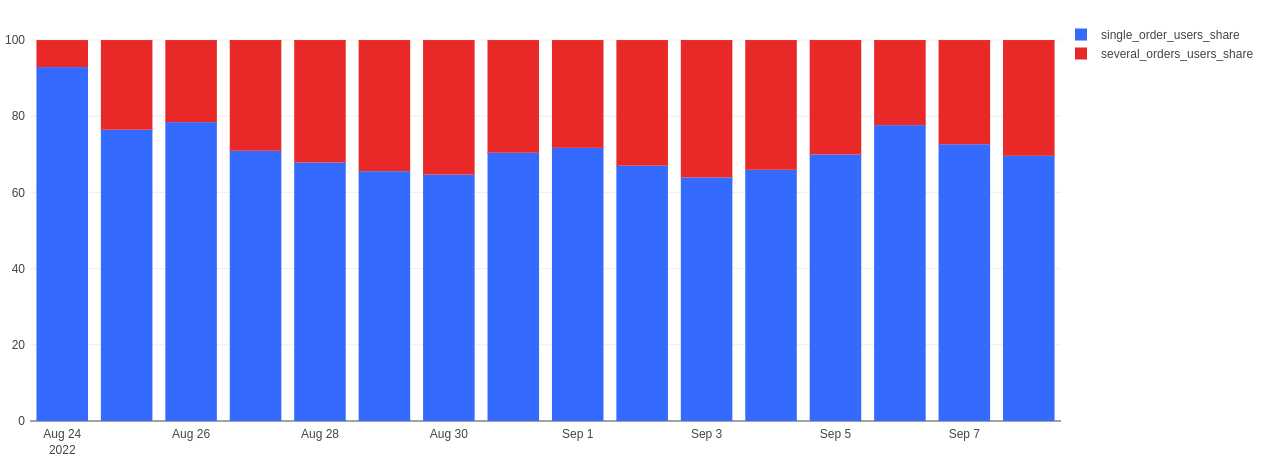 100
80
60
40
20
0
Aug 24
2022
Aug 26
Aug 28
Aug 30
Sep 1
Sep 3
Sep 5
Sep 7
single_order_users_share
several_orders_users_share